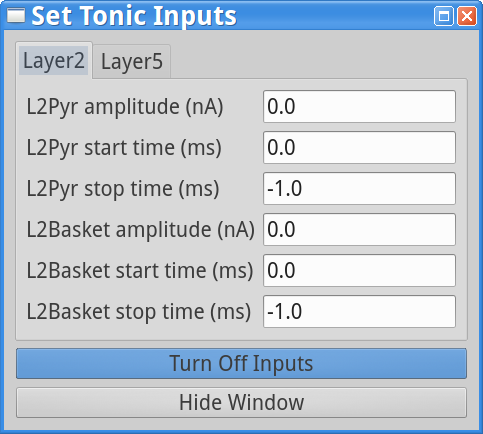 Set Tonic Inputs
Layer2 Layer5
L2Pyr amplitude (nA) 0.0
L2Pyr start time (ms) 0.0
L2Pyr stop time (ms) -1.0
L2Basket amplitude (nA) 0.0
L2Basket start time (ms) 0.0
L2Basket stop time (ms) -1.0
Turn Off Inputs
Hide Window